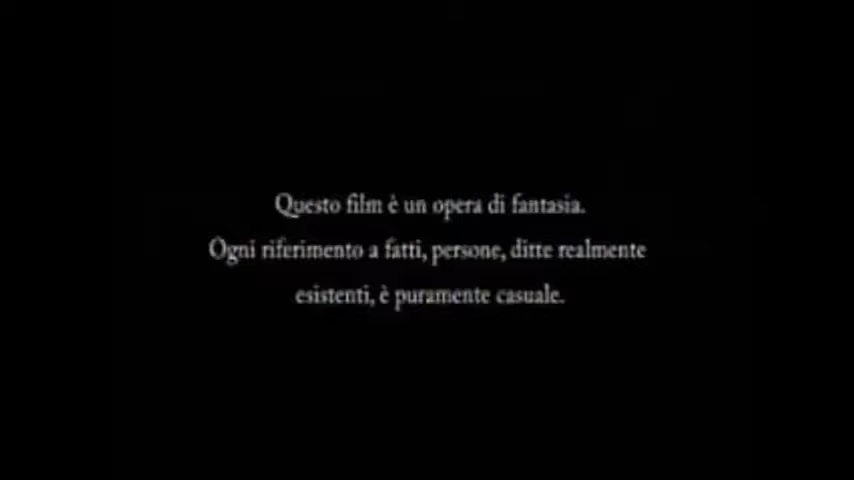 Questo film è un opera di fantasia.
Ogni riferimento a fatti, persone, ditte realmente
esistenti, è puramente casuale.